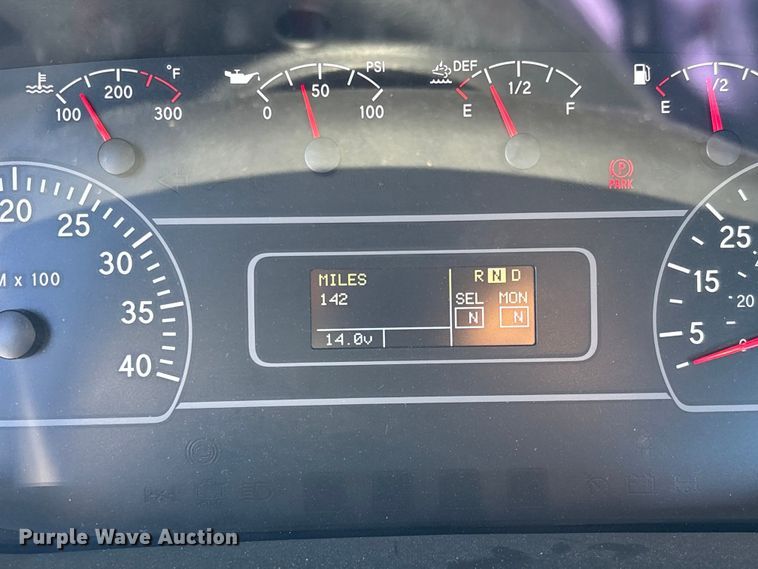 °F
200
100 300
PSI
50
0 100
DEF
1/2
E F
1/2
E
PARK
20
25
30
35
40
M x 100
MILES
142
14.0v
R N D
SEL MON
N N
25
15
5
20
0
Purple Wave Auction